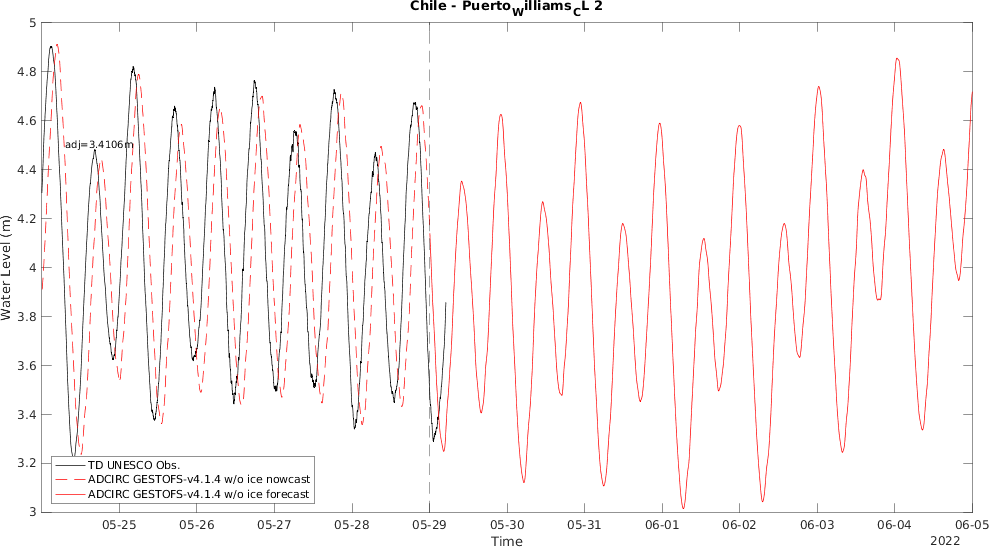 Chile - PuertoWilliamsCL 2
5
4.8
4.6
4.4
4.2
4
3.8
3.6
3.4
3.2
3
Water Level (m)
adj=3.4106m
TD UNESCO Obs.
ADCIRC GESTOFS-v4.1.4 w/o ice nowcast
ADCIRC GESTOFS-v4.1.4 w/o ice forecast
05-25 05-26 05-27 05-28 05-29 05-30 05-31 06-01 06-02 06-03 06-04 06-05
Time
2022